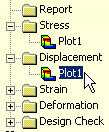 Report
Stress
Plot1
Displacement
Plot1
Strain
Deformation
Design Check